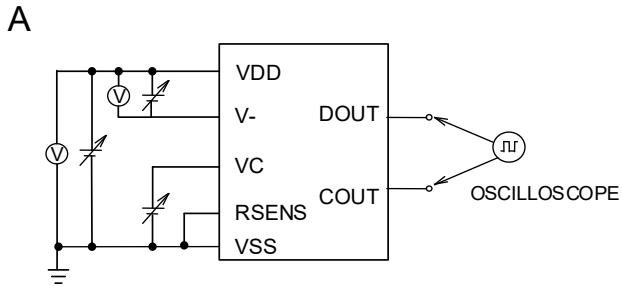 A
VDD
V
V-
DOUT
V
VC
COUT
OSCILLOSCOPE
RSENS
VSS